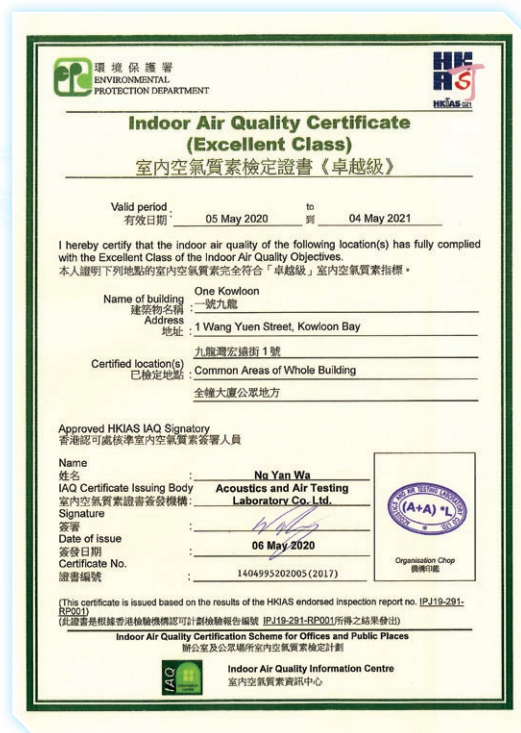 環境保護署
ENVIRONMENTAL
PROTECTION DEPARTMENT
HKAS
HKIAS 021
Indoor Air Quality Certificate
(Excellent Class)
室內空氣質素檢定證書《卓越級》
Valid period to
有效日期 : 05 May 2020 到 04 May 2021
I hereby certify that the indoor air quality of the following location(s) has fully complied
with the Excellent Class of the Indoor Air Quality Objectives.
本人證明下列地點的室內空氣質素完全符合「卓越級」室內空氣質素指標。
Name of building One Kowloon
建築物名稱 : 一號九龍
Address
地址 : 1 Wang Yuen Street, Kowloon Bay
九龍灣宏遠街 1 號
Certified location(s)
已檢定地點 : Common Areas of Whole Building
全幢大廈公眾地方
Approved HKIAS IAQ Signatory
香港認可處核準室內空氣質素簽署人員
Name
姓名 : Ng Yan Wa
IAQ Certificate Issuing Body Acoustics and Air Testing
室內空氣質素證書簽發機構 : Laboratory Co. Ltd.
Signature
簽署 :
Date of issue
簽發日期 : 06 May 2020
Certificate No.
證書編號 : 1404995202005(2017)
ACOUSTICS AND AIR TESTING LABORATORY CO LTD
(A+A) *L
Organisation Chop
機構印鑑
(This certificate is issued based on the results of the HKIAS endorsed inspection report no. IPJ19-291-
RP001)
(此證書是根據香港檢驗機構認可計劃檢驗報告編號 IPJ19-291-RP001所得之結果發出)
Indoor Air Quality Certification Scheme for Offices and Public Places
辦公室及公眾場所室內空氣質素檢定計劃
IAQ
Indoor Air Quality Information Centre
室內空氣質素資訊中心